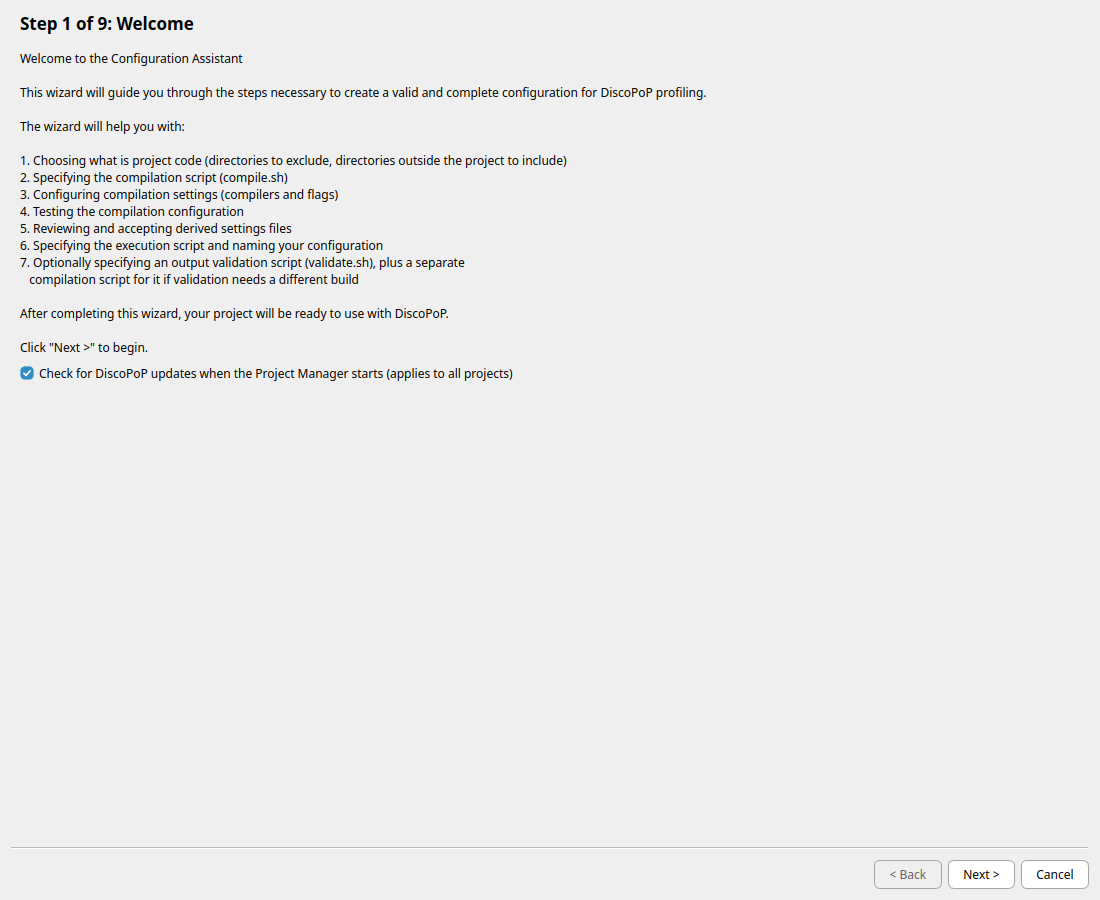 Step 1 of 9: Welcome
Welcome to the Configuration Assistant
This wizard will guide you through the steps necessary to create a valid and complete configuration for DiscoPoP profiling.
The wizard will help you with:
1. Choosing what is project code (directories to exclude, directories outside the project to include)
2. Specifying the compilation script (compile.sh)
3. Configuring compilation settings (compilers and flags)
4. Testing the compilation configuration
5. Reviewing and accepting derived settings files
6. Specifying the execution script and naming your configuration
7. Optionally specifying an output validation script (validate.sh), plus a separate
compilation script for it if validation needs a different build
After completing this wizard, your project will be ready to use with DiscoPoP.
Click "Next >" to begin.
Check for DiscoPoP updates when the Project Manager starts (applies to all projects)
< Back Next > Cancel